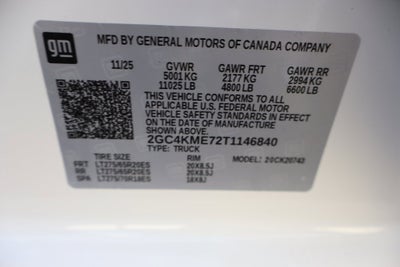 gm
MFD BY GENERAL MOTORS OF CANADA COMPANY
11/25 GVWR GAWR FRT GAWR RR
5001 KG 2177 KG 2994 KG
11025 LB 4800 LB 6600 LB
THIS VEHICLE CONFORMS TO ALL
APPLICABLE U.S. FEDERAL MOTOR
VEHICLE SAFETY STANDARDS IN EFFECT ON
THE DATE OF MANUFACTURE SHOWN ABOVE.
2GC4KME72T1146840
TYPE: TRUCK
TIRE SIZE RIM MODEL: 20CK20743
FRT LT275/65R20ES 20X8.5J
RR LT275/65R20ES 20X8.5J
SPA LT275/70R18ES 18X8J